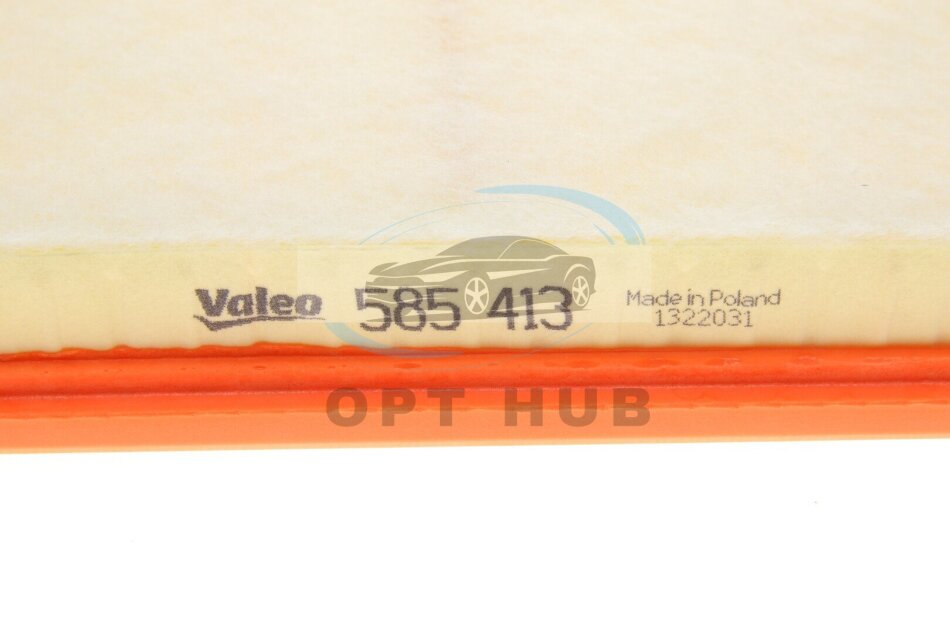 Valeo 585 413 Made in Poland
1322031
OPT HUB